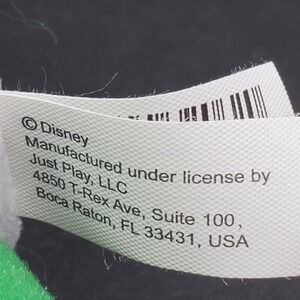 © Disney
Manufactured under license by
Just Play, LLC
4850 T-Rex Ave, Suite 100,
Boca Raton, FL 33431, USA